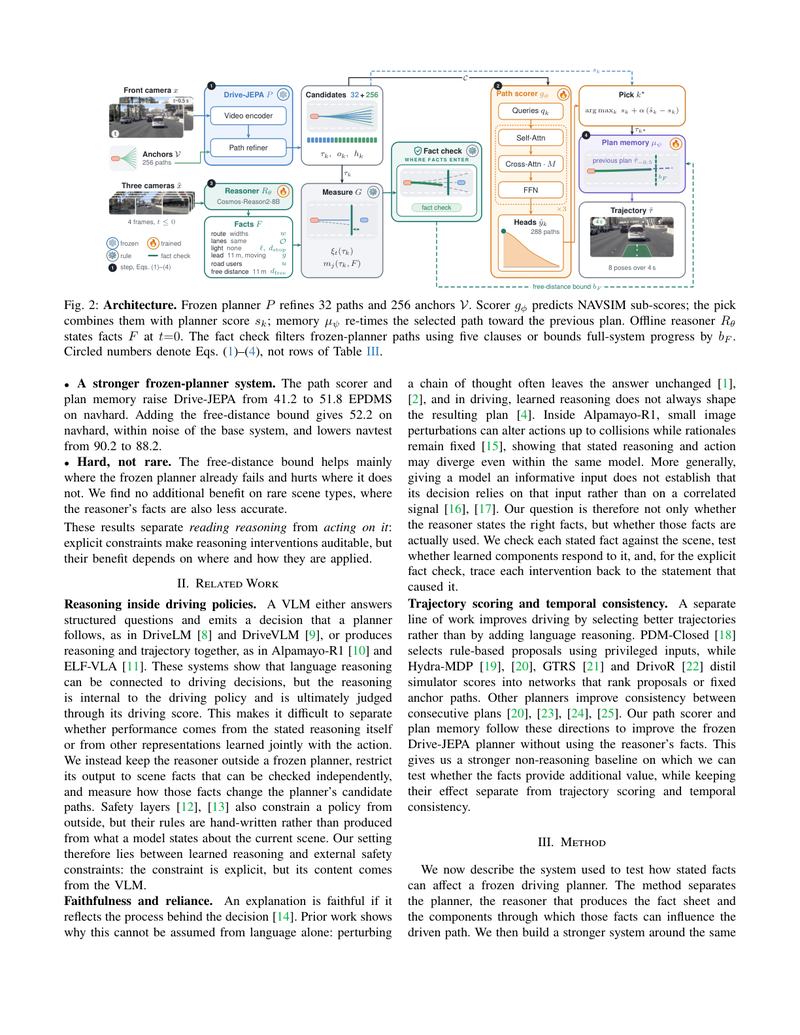 Front camera x
t−0.5 s
1
Anchors V
256 paths
Three cameras x̃
4 frames, t ≤ 0
frozen
trained
rule
fact check
1 step, Eqs. (1)–(4)
1
Drive-JEPA P
Video encoder
Path refiner
3
Reasoner Rθ
Cosmos-Reason2-8B
Facts F
route widths w
lanes same O
light none ℓ, dstop
lead 11 m, moving g
road users u
free distance 11 m dfree
Candidates 32+256
τk, ok, hk
τk
Measure G
ξt(τk)
mj(τk, F)
Fact check
WHERE FACTS ENTER
fact check
C
sk
2
Path scorer gϕ
Queries qk
Self-Attn
Cross-Attn · M
FFN
×3
Heads ŷk
288 paths
Pick k*
arg maxk sk + α(ŝk − sk)
τk*
4
Plan memory μψ
previous plan τ̂−0.5
bF
Trajectory τ̂
8 poses over 4 s
free-distance bound bF
Fig. 2: Architecture. Frozen planner P refines 32 paths and 256 anchors V. Scorer gϕ predicts NAVSIM sub-scores; the pick
combines them with planner score sk; memory μψ re-times the selected path toward the previous plan. Offline reasoner Rθ
states facts F at t=0. The fact check filters frozen-planner paths using five clauses or bounds full-system progress by bF.
Circled numbers denote Eqs. (1)–(4), not rows of Table III.
• A stronger frozen-planner system. The path scorer and
plan memory raise Drive-JEPA from 41.2 to 51.8 EPDMS
on navhard. Adding the free-distance bound gives 52.2 on
navhard, within noise of the base system, and lowers navtest
from 90.2 to 88.2.
• Hard, not rare. The free-distance bound helps mainly
where the frozen planner already fails and hurts where it does
not. We find no additional benefit on rare scene types, where
the reasoner's facts are also less accurate.
These results separate reading reasoning from acting on it:
explicit constraints make reasoning interventions auditable, but
their benefit depends on where and how they are applied.
II. Related Work
Reasoning inside driving policies. A VLM either answers
structured questions and emits a decision that a planner
follows, as in DriveLM [8] and DriveVLM [9], or produces
reasoning and trajectory together, as in Alpamayo-R1 [10] and
ELF-VLA [11]. These systems show that language reasoning
can be connected to driving decisions, but the reasoning
is internal to the driving policy and is ultimately judged
through its driving score. This makes it difficult to separate
whether performance comes from the stated reasoning itself
or from other representations learned jointly with the action.
We instead keep the reasoner outside a frozen planner, restrict
its output to scene facts that can be checked independently,
and measure how those facts change the planner's candidate
paths. Safety layers [12], [13] also constrain a policy from
outside, but their rules are hand-written rather than produced
from what a model states about the current scene. Our setting
therefore lies between learned reasoning and external safety
constraints: the constraint is explicit, but its content comes
from the VLM.
Faithfulness and reliance. An explanation is faithful if it
reflects the process behind the decision [14]. Prior work shows
why this cannot be assumed from language alone: perturbing
a chain of thought often leaves the answer unchanged [1],
[2], and in driving, learned reasoning does not always shape
the resulting plan [4]. Inside Alpamayo-R1, small image
perturbations can alter actions up to collisions while rationales
remain fixed [15], showing that stated reasoning and action
may diverge even within the same model. More generally,
giving a model an informative input does not establish that
its decision relies on that input rather than on a correlated
signal [16], [17]. Our question is therefore not only whether
the reasoner states the right facts, but whether those facts are
actually used. We check each stated fact against the scene, test
whether learned components respond to it, and, for the explicit
fact check, trace each intervention back to the statement that
caused it.
Trajectory scoring and temporal consistency. A separate
line of work improves driving by selecting better trajectories
rather than by adding language reasoning. PDM-Closed [18]
selects rule-based proposals using privileged inputs, while
Hydra-MDP [19], [20], GTRS [21] and DrivoR [22] distil
simulator scores into networks that rank proposals or fixed
anchor paths. Other planners improve consistency between
consecutive plans [20], [23], [24], [25]. Our path scorer and
plan memory follow these directions to improve the frozen
Drive-JEPA planner without using the reasoner's facts. This
gives us a stronger non-reasoning baseline on which we can
test whether the facts provide additional value, while keeping
their effect separate from trajectory scoring and temporal
consistency.
III. Method
We now describe the system used to test how stated facts
can affect a frozen driving planner. The method separates
the planner, the reasoner that produces the fact sheet and
the components through which those facts can influence the
driven path. We then build a stronger system around the same